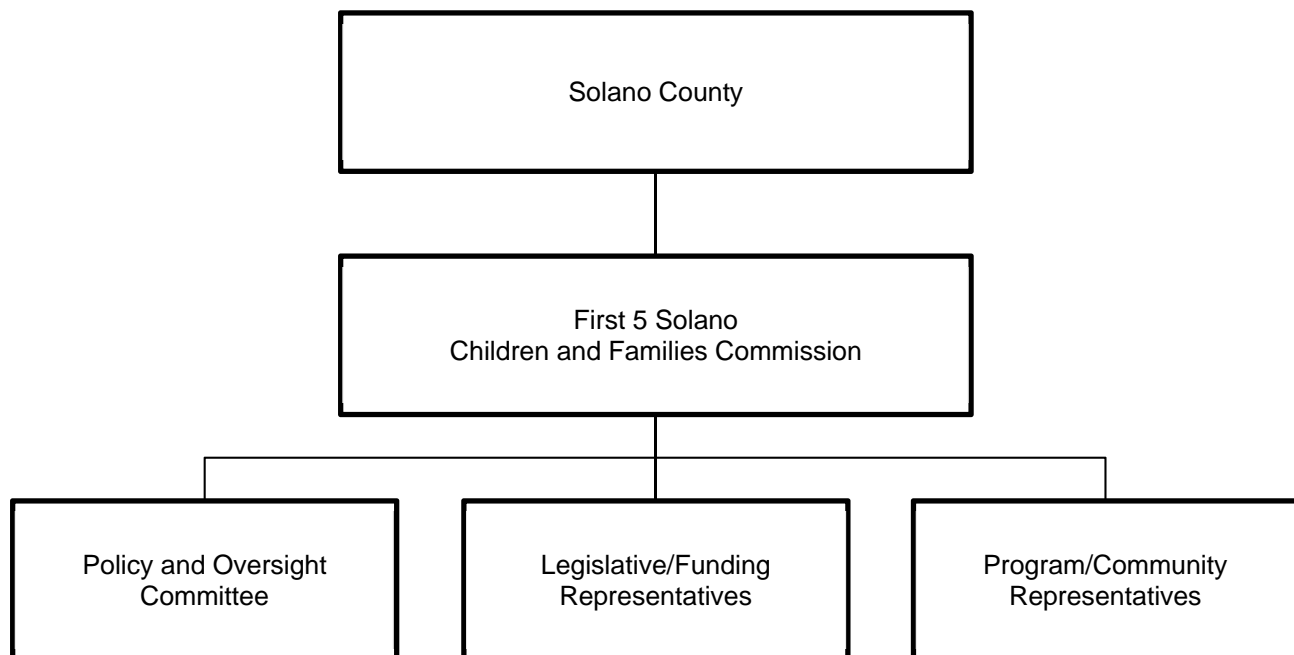 Solano County
First 5 Solano
Children and Families Commission
Policy and Oversight
Committee
Legislative/Funding
Representatives
Program/Community
Representatives